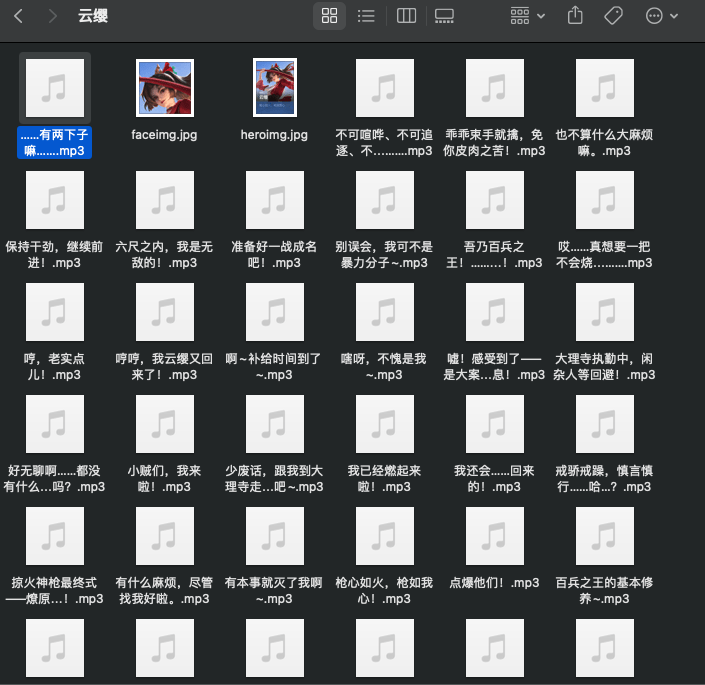 云缨
……有两下子
嘛…….mp3
faceimg.jpg
heroimg.jpg
不可喧哗、不可追
逐、不…........mp3
乖乖束手就擒，免
你皮肉之苦！.mp3
也不算什么大麻烦
嘛。.mp3
保持干劲，继续前
进！.mp3
六尺之内，我是无
敌的！.mp3
准备好一战成名
吧！.mp3
别误会，我可不是
暴力分子~.mp3
吾乃百兵之
王！……...！.mp3
哎……真想要一把
不会烧…........mp3
哼，老实点
儿！.mp3
哼哼，我云缨又回
来了！.mp3
啊~补给时间到了
~.mp3
嗐呀，不愧是我
~.mp3
嘘！感受到了——
是大案...息！.mp3
大理寺执勤中，闲
杂人等回避！.mp3
好无聊啊……都没
有什么...吗？.mp3
小贼们，我来
啦！.mp3
少废话，跟我到大
理寺走...吧~.mp3
我已经燃起来
啦！.mp3
我还会……回来
的！.mp3
戒骄戒躁，慎言慎
行……哈...？.mp3
掠火神枪最终式
——燎原...！.mp3
有什么麻烦，尽管
找我好啦。.mp3
有本事就灭了我啊
~.mp3
枪心如火，枪如我
心！.mp3
点爆他们！.mp3
百兵之王的基本修
养~.mp3